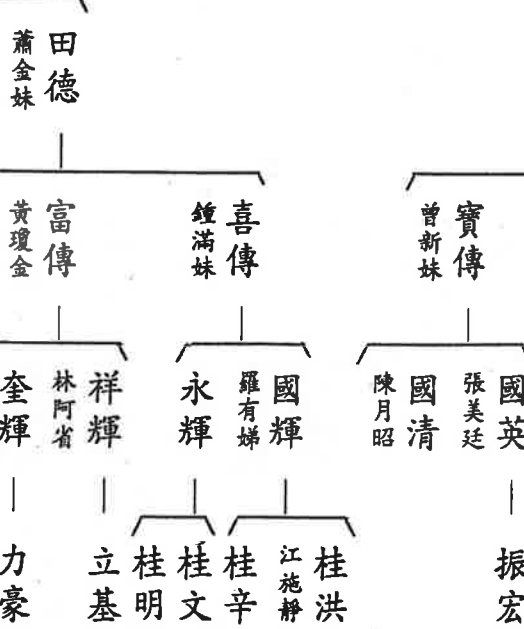 田德
蕭金妹
寶傳
曾新妹
喜傳
鍾滿妹
富傳
黃瓊金
國英
張美廷
國清
陳月昭
國輝
羅有娣
永輝
祥輝
林阿省
奎輝
振宏
桂洪
江施靜
桂辛
桂文
桂明
立基
力豪